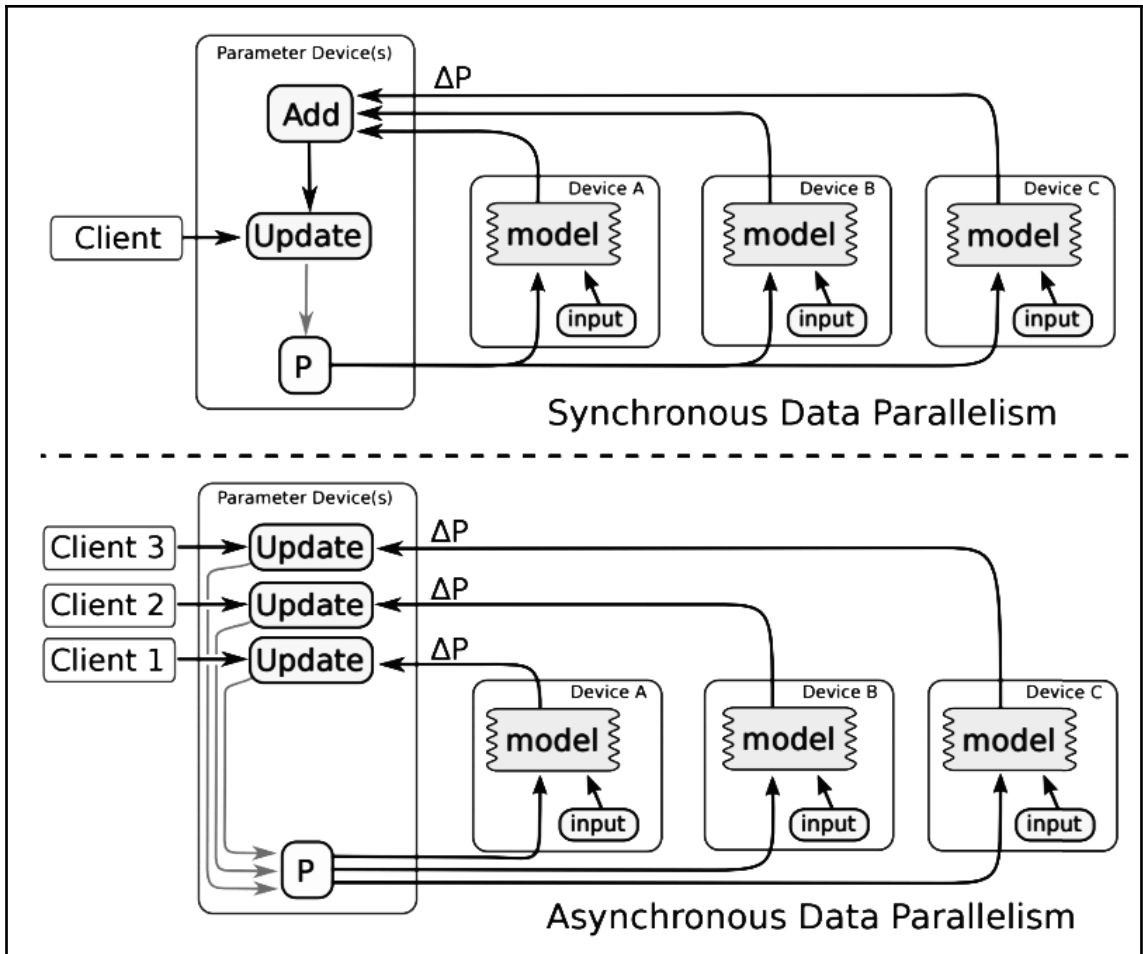 Parameter Device(s)
ΔP
Add
Device A
Device B
Device C
Client
Update
model
model
model
input
input
input
P
Synchronous Data Parallelism
Parameter Device(s)
Client 3
Update
ΔP
Client 2
Update
ΔP
Client 1
Update
ΔP
Device A
Device B
Device C
model
model
model
input
input
input
P
Asynchronous Data Parallelism